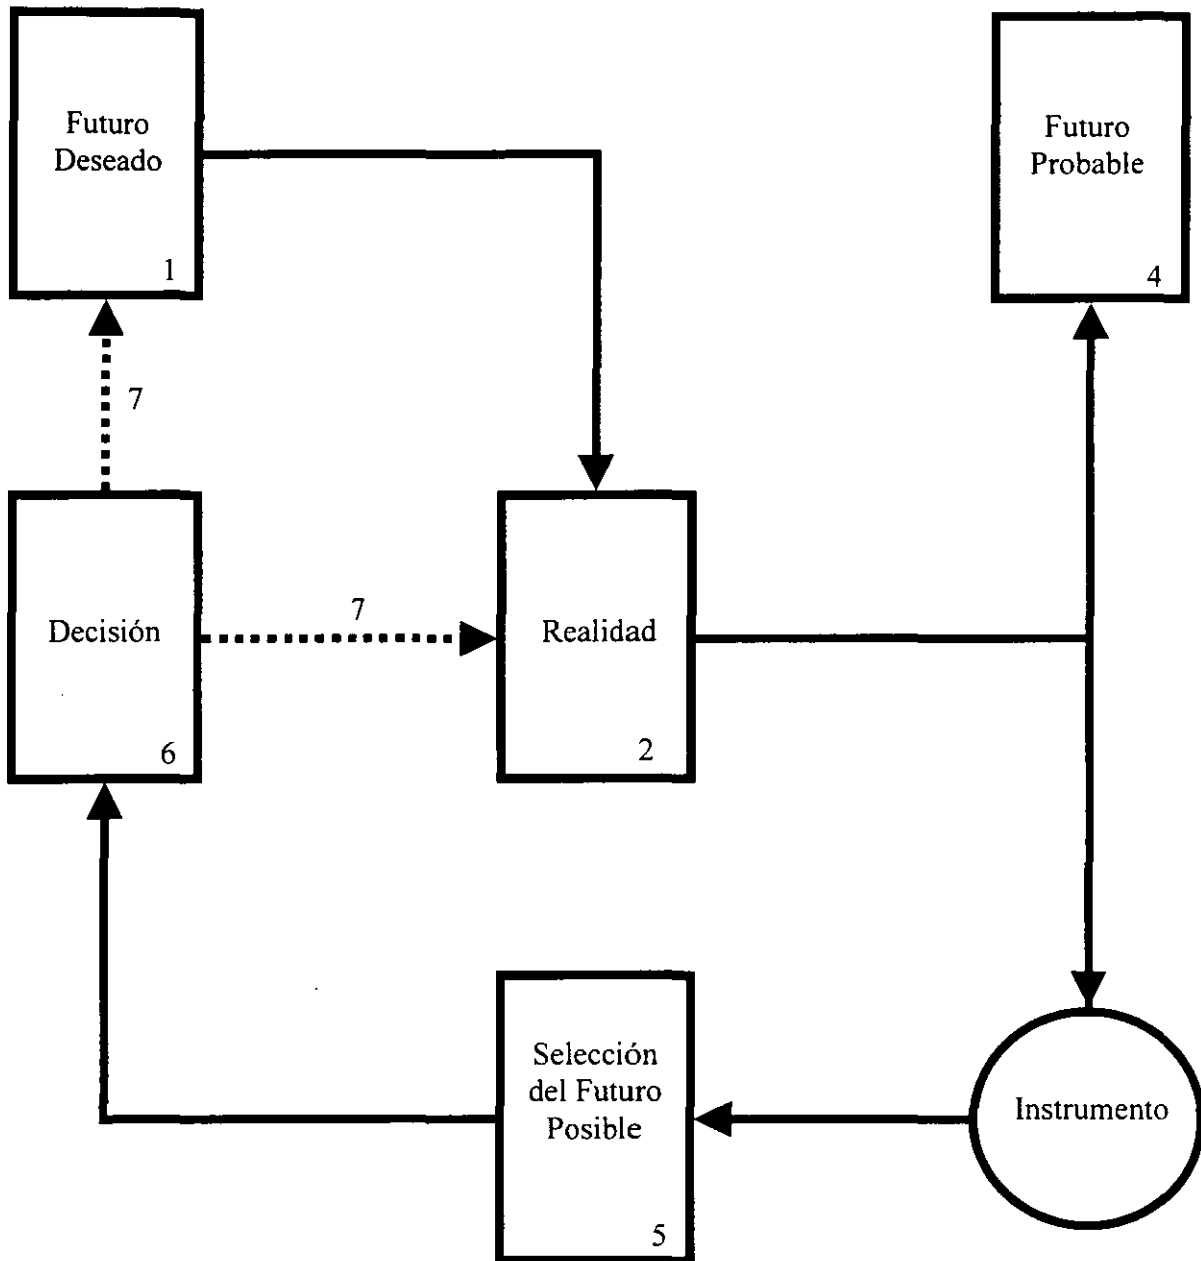 Futuro
Deseado
1
Futuro
Probable
4
7
7
Decisión
6
Realidad
2
Selección
del Futuro
Posible
5
Instrumento